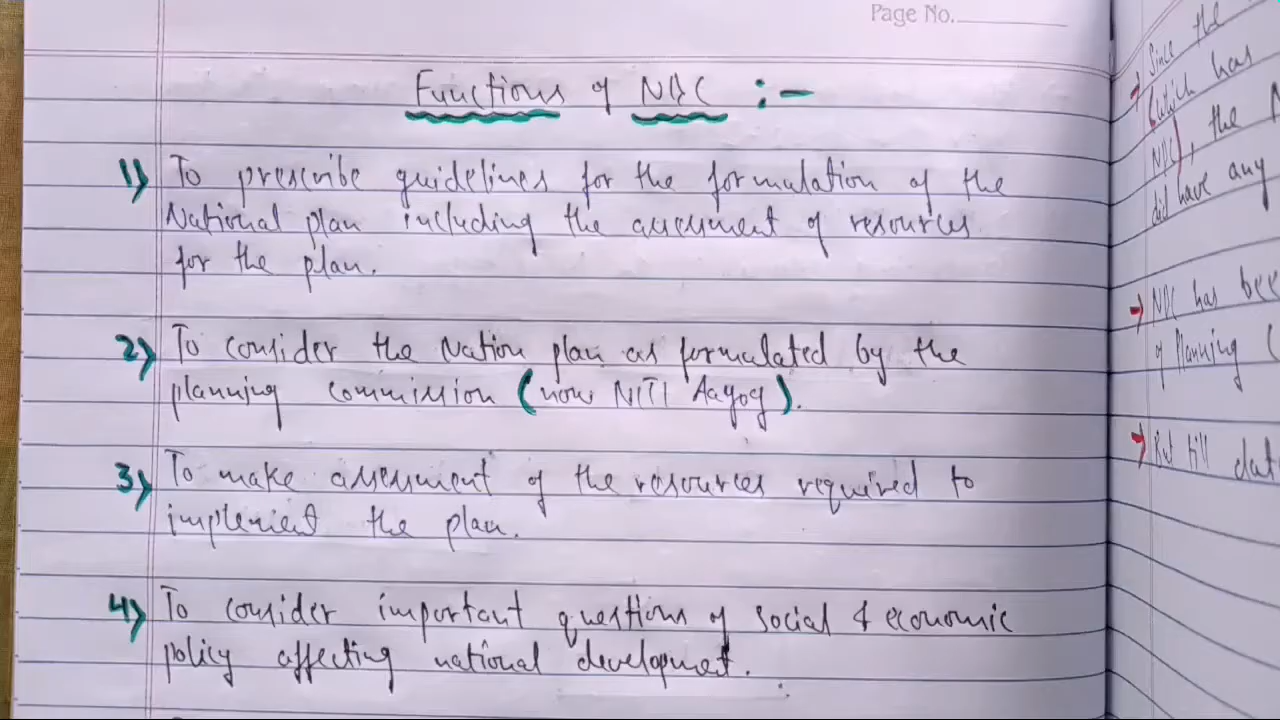 Page No.
Functions of NDC :-
1) To prescribe guidelines for the formulation of the
National plan including the assesment of resources
for the plan.
2) To consider the Nation plan as formulated by the
planning commission (now NITI Aayog).
3) To make assesment of the resources required to
implement the plan.
4) To consider important questions of social & economic
policy affecting national development.
→ Since the
(which has
NDC), the N
did have any
→ NDC has bee
of Planning (
→ But till dat